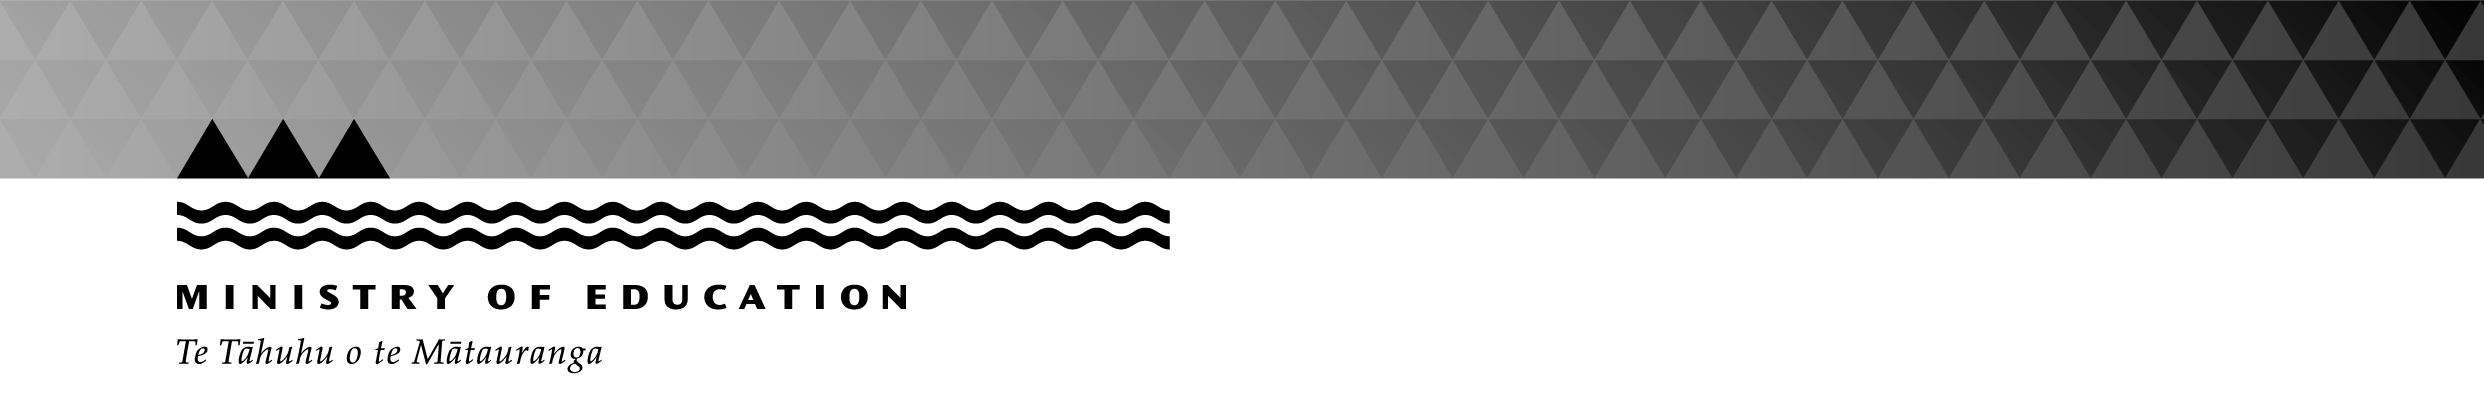 MINISTRY OF EDUCATION
Te Tāhuhu o te Mātauranga